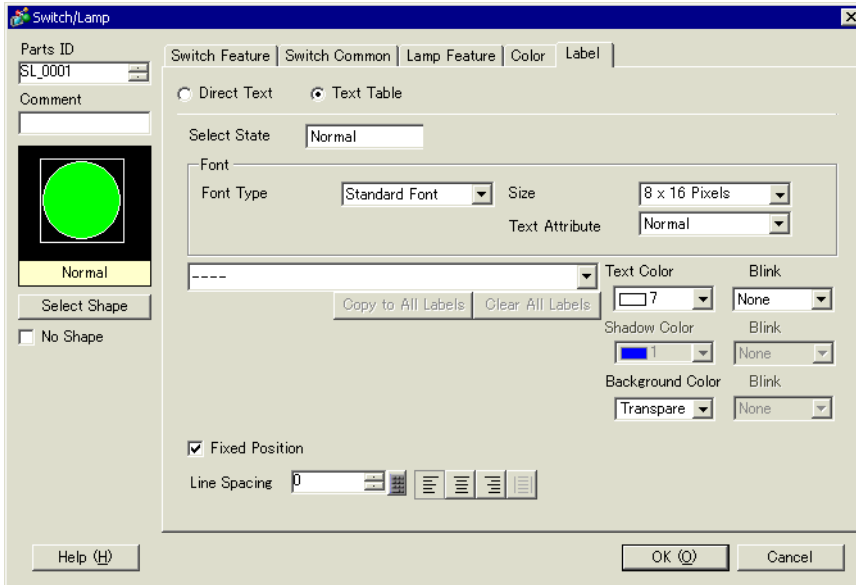 Switch/Lamp
Parts ID
SL_0001
Comment
Normal
Select Shape
No Shape
Switch Feature Switch Common Lamp Feature Color Label
Direct Text Text Table
Select State Normal
Font
Font Type Standard Font Size 8 x 16 Pixels
Text Attribute Normal
---- Text Color Blink
7 None
Copy to All Labels Clear All Labels
Shadow Color Blink
1 None
Background Color Blink
Transpare None
Fixed Position
Line Spacing 0
Help (H) OK (O) Cancel